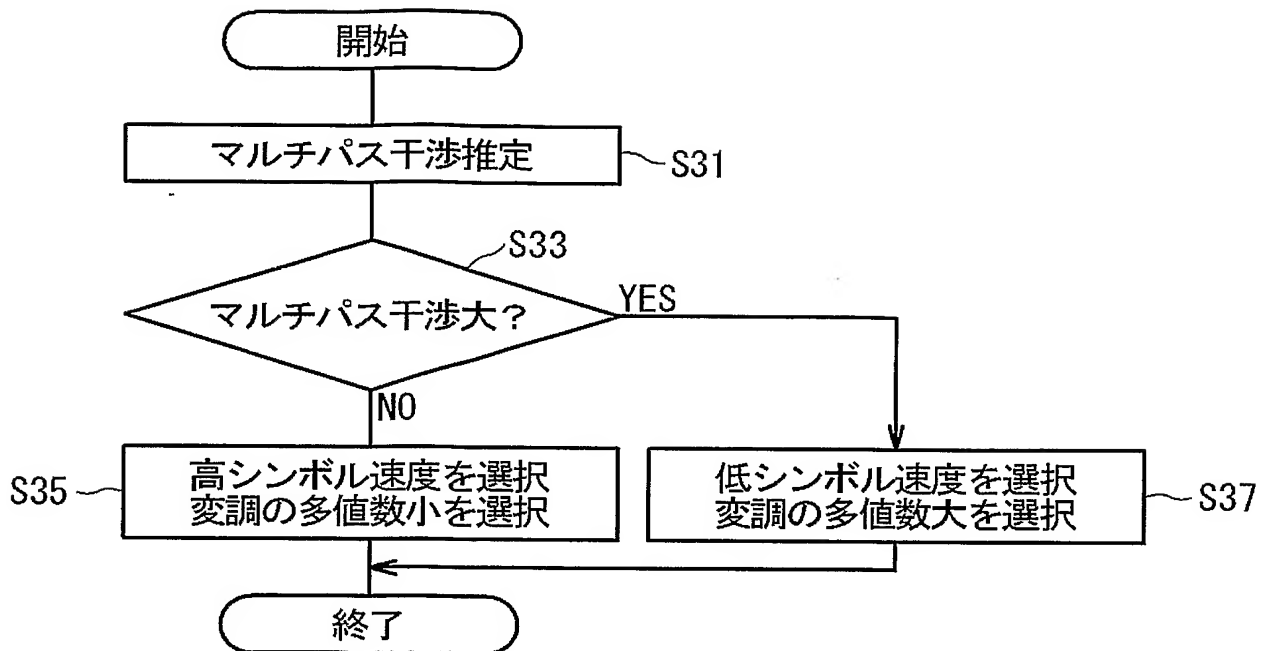 開始
マルチパス干渉推定
S31
S33
マルチパス干渉大？
YES
NO
S35
高シンボル速度を選択
変調の多値数小を選択
低シンボル速度を選択
変調の多値数大を選択
S37
終了